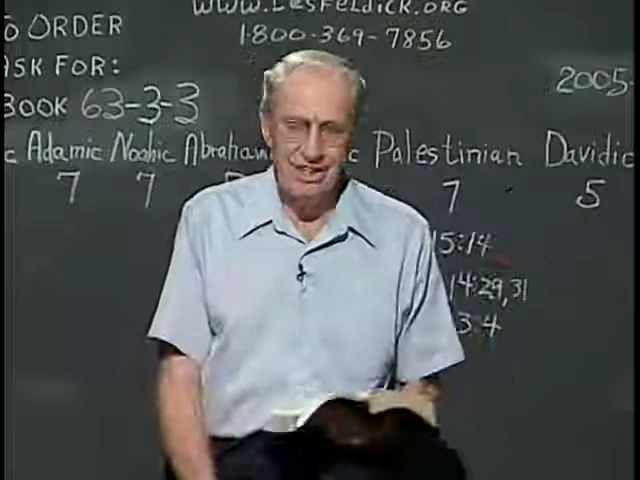 WWW.LESFELDICK.ORG
O ORDER
1-800-369-7856
ASK FOR:
2005-
BOOK 63-3-3
c Adamic Noahic Abraham c Palestinian Davidic
7 7 7 5
15:14
14:29,31
3:4